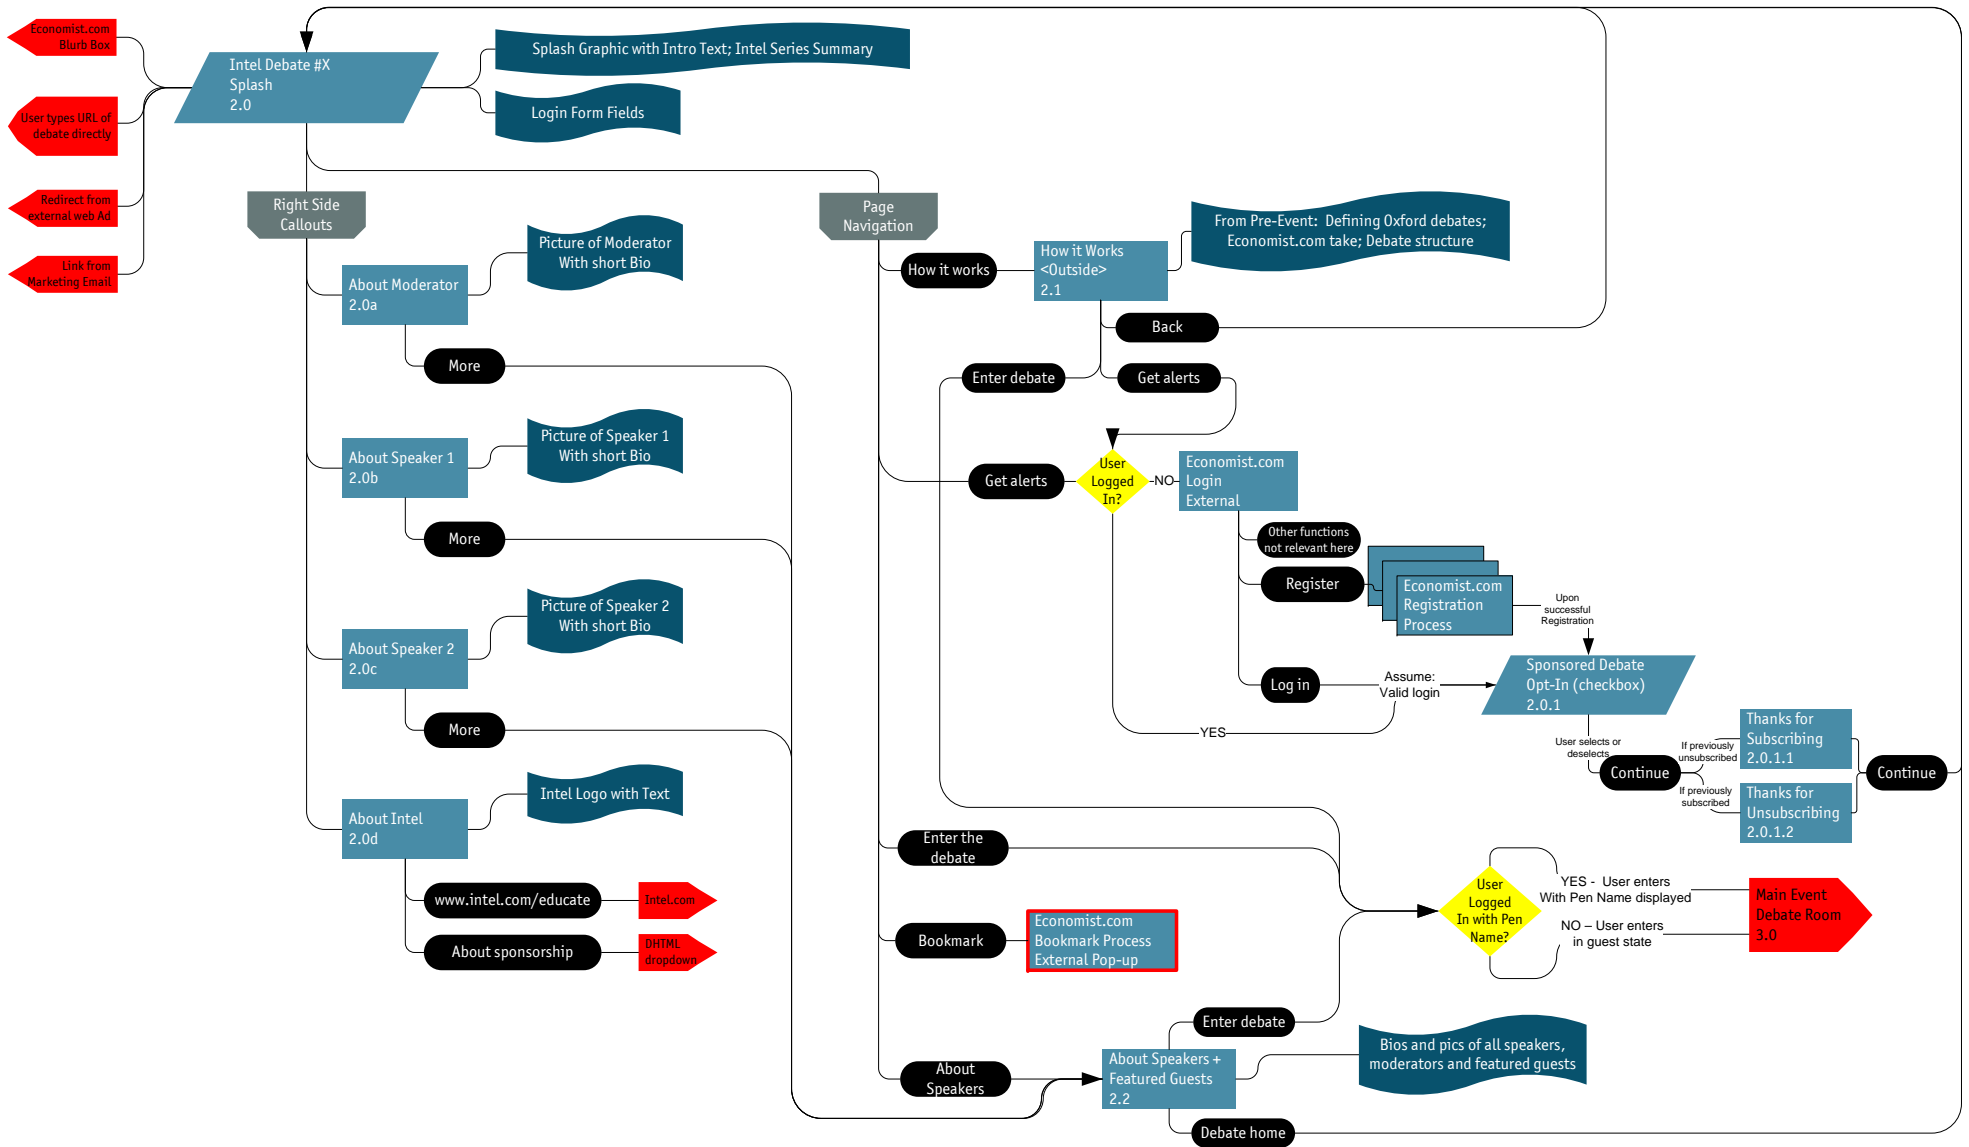 Economist.com
Blurb Box
User types URL of
debate directly
Redirect from
external web Ad
Link from
Marketing Email
Intel Debate #X
Splash
2.0
Splash Graphic with Intro Text; Intel Series Summary
Login Form Fields
Right Side
Callouts
About Moderator
2.0a
Picture of Moderator
With short Bio
More
About Speaker 1
2.0b
Picture of Speaker 1
With short Bio
More
About Speaker 2
2.0c
Picture of Speaker 2
With short Bio
More
About Intel
2.0d
Intel Logo with Text
www.intel.com/educate
Intel.com
About sponsorship
DHTML
dropdown
Page
Navigation
How it works
How it Works
<Outside>
2.1
From Pre-Event:  Defining Oxford debates;
Economist.com take; Debate structure
Back
Enter debate
Get alerts
Get alerts
User
Logged
In?
NO
YES
Economist.com
Login
External
Other functions
not relevant here
Register
Economist.com
Registration
Process
Upon
successful
Registration
Log in
Assume:
Valid login
Sponsored Debate
Opt-In (checkbox)
2.0.1
User selects or
deselects
Continue
If previously
unsubscribed
If previously
subscribed
Thanks for
Subscribing
2.0.1.1
Thanks for
Unsubscribing
2.0.1.2
Continue
Enter the
debate
User
Logged
In with Pen
Name?
YES -  User enters
With Pen Name displayed
NO – User enters
in guest state
Main Event
Debate Room
3.0
Bookmark
Economist.com
Bookmark Process
External Pop-up
About
Speakers
Enter debate
About Speakers +
Featured Guests
2.2
Bios and pics of all speakers,
moderators and featured guests
Debate home